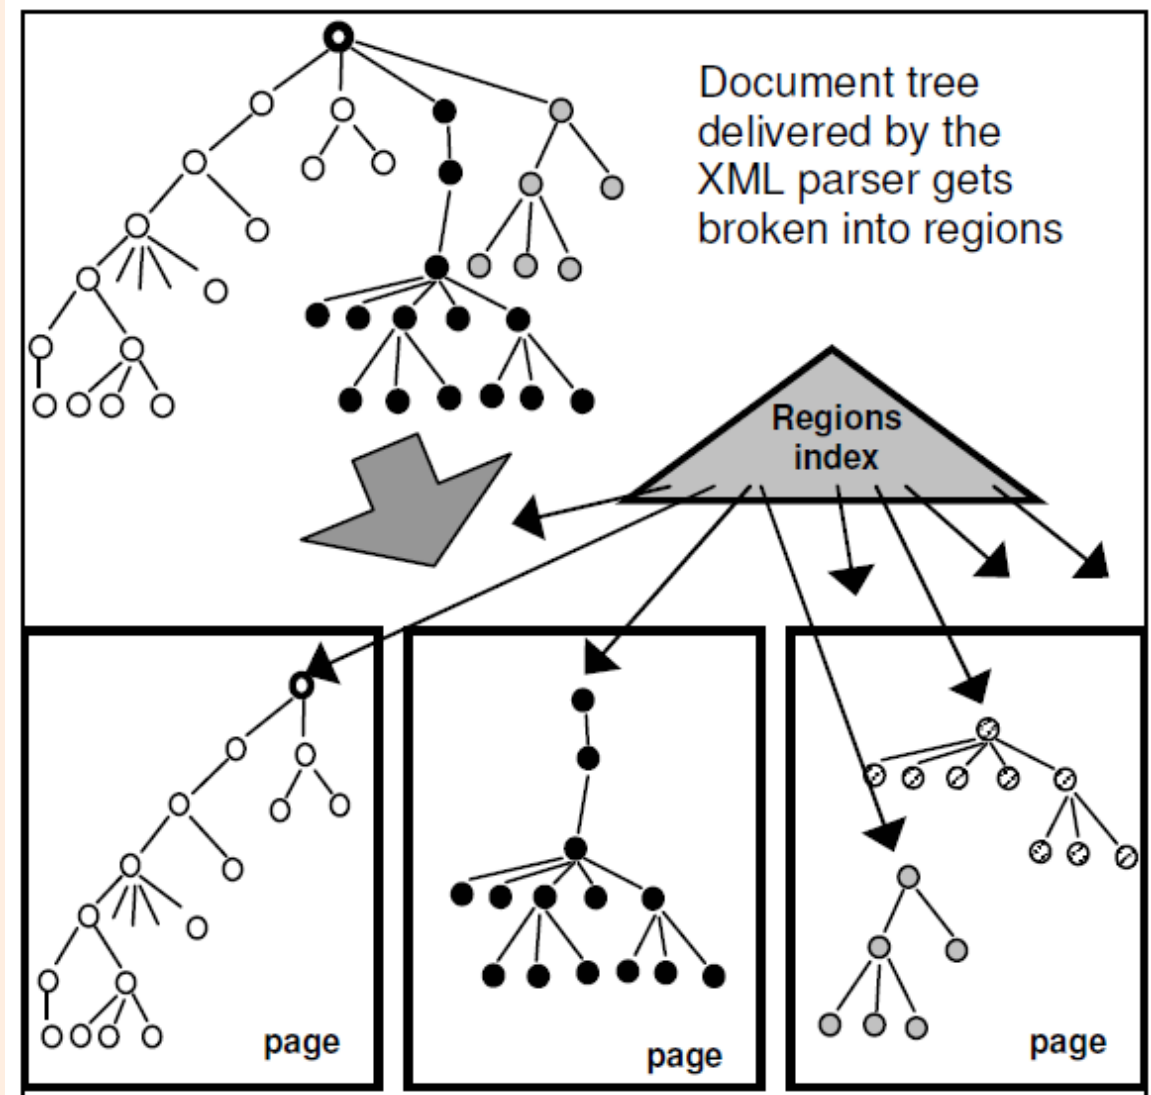 Document tree
delivered by the
XML parser gets
broken into regions
Regions
index
page
page
page